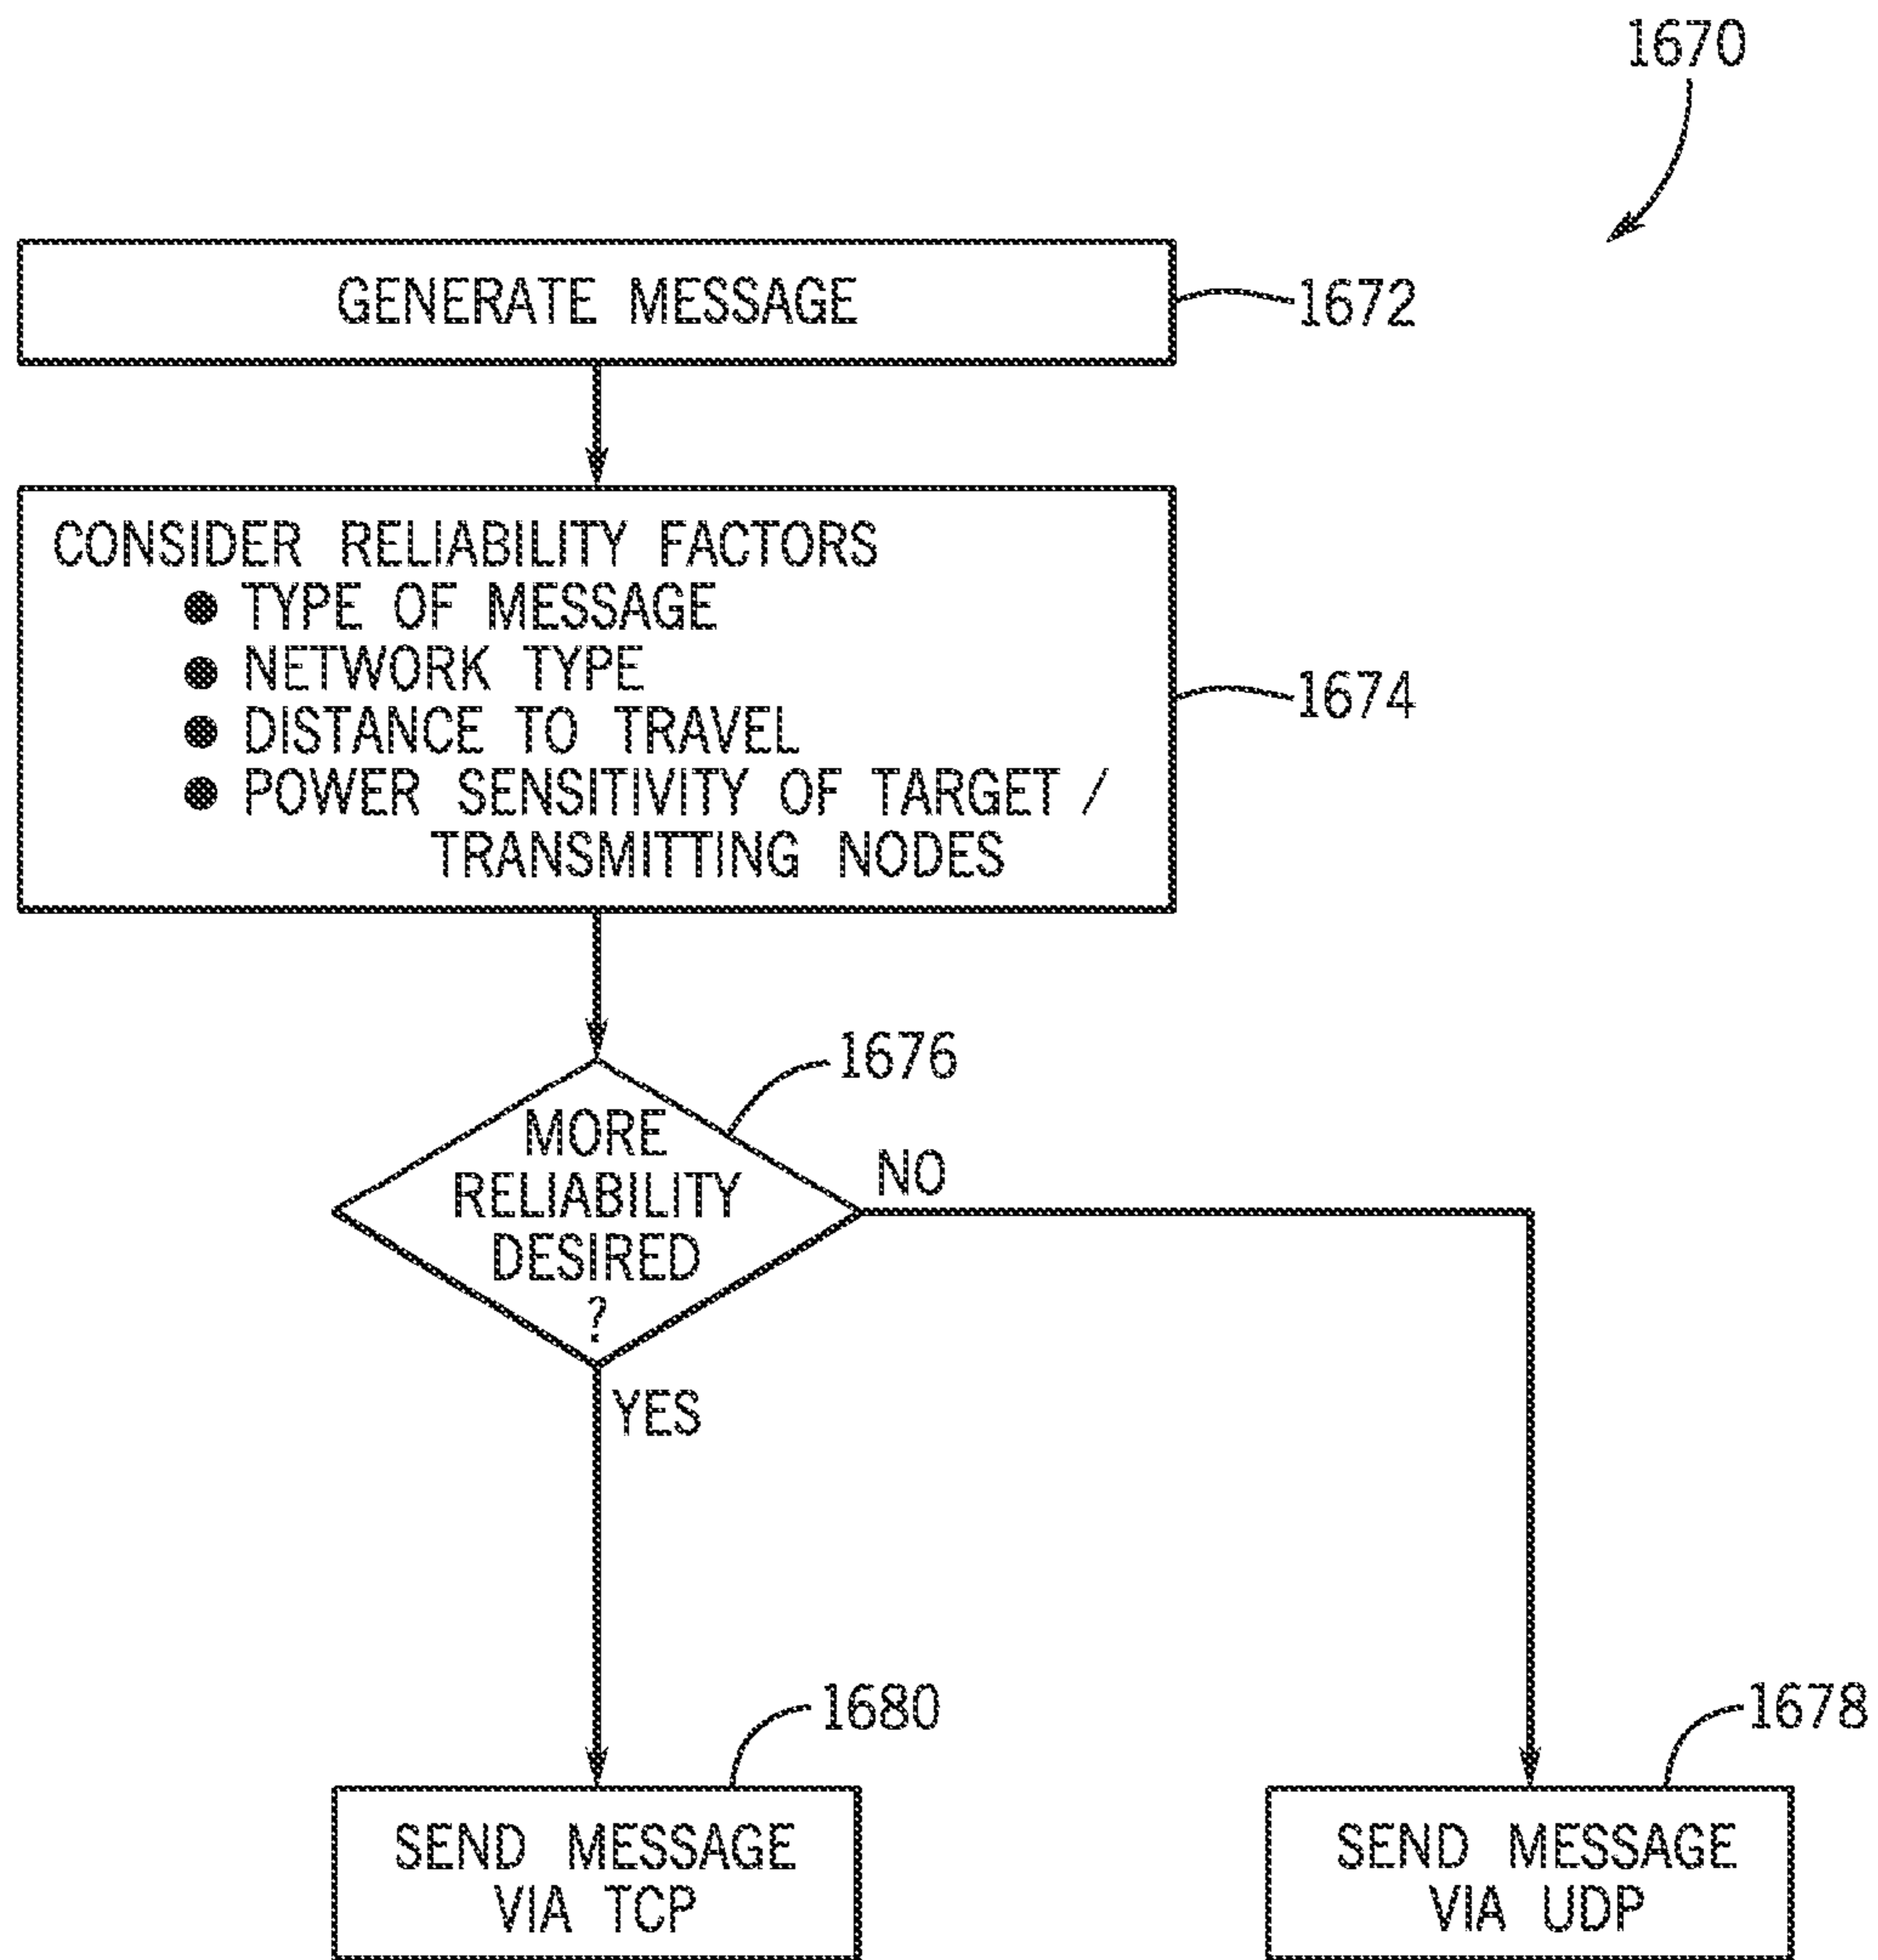 1670
GENERATE MESSAGE
1672
CONSIDER RELIABILITY FACTORS
● TYPE OF MESSAGE
● NETWORK TYPE
● DISTANCE TO TRAVEL
● POWER SENSITIVITY OF TARGET /
TRANSMITTING NODES
1674
1676
MORE
RELIABILITY
DESIRED
?
NO
YES
1680
1678
SEND MESSAGE
VIA TCP
SEND MESSAGE
VIA UDP